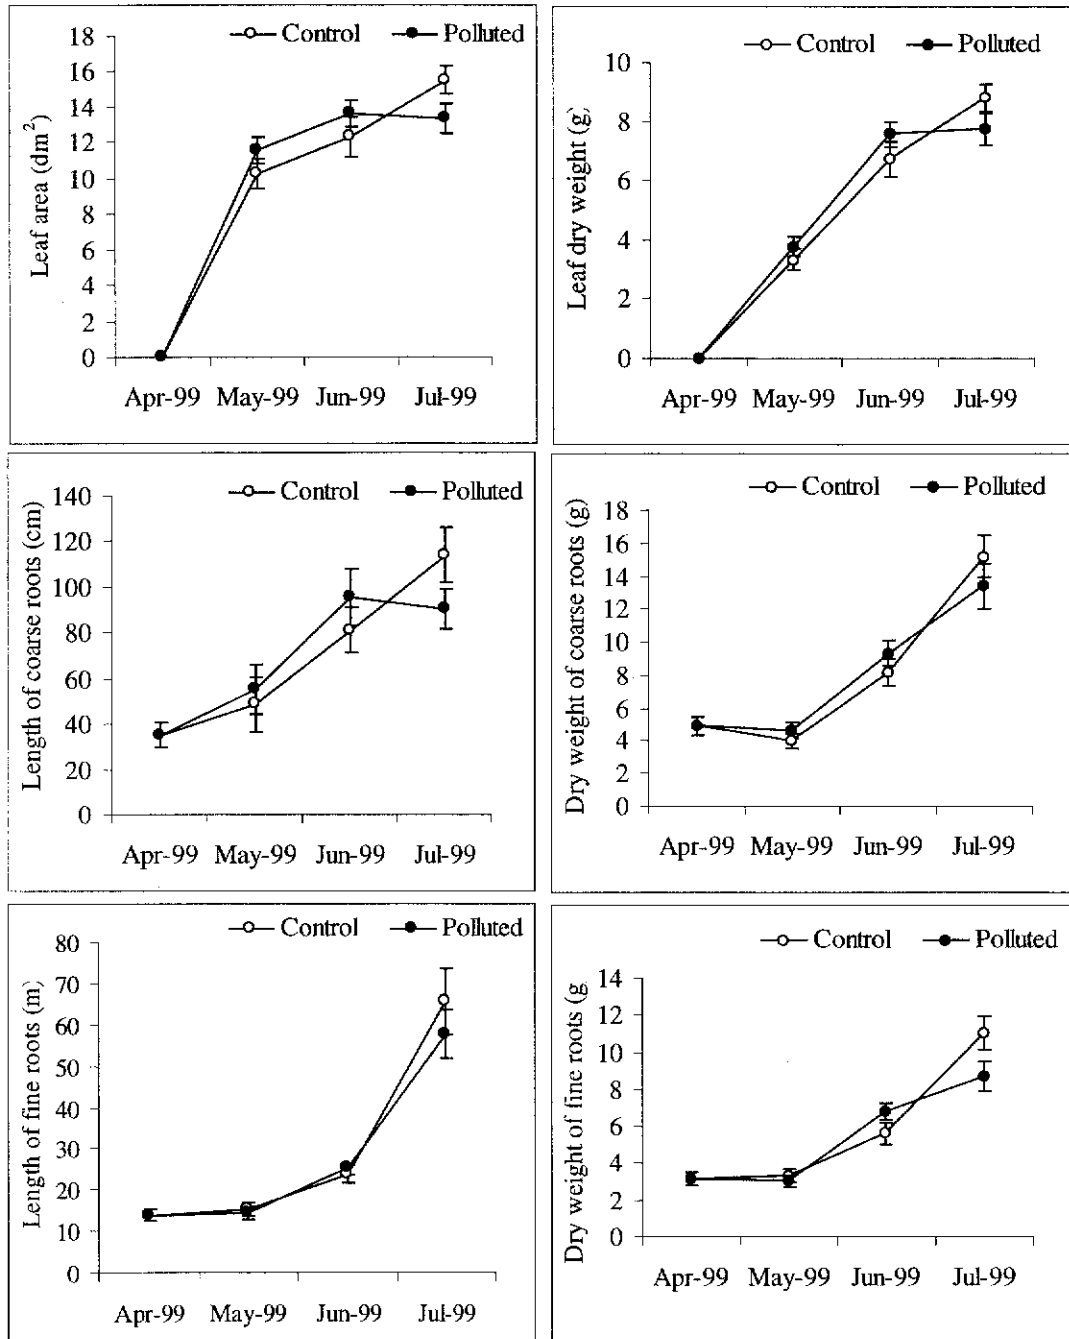 Control Polluted
Leaf area (dm²)
18
16
14
12
10
8
6
4
2
0
Apr-99 May-99 Jun-99 Jul-99
Control Polluted
Leaf dry weight (g)
10
8
6
4
2
0
Apr-99 May-99 Jun-99 Jul-99
Control Polluted
Length of coarse roots (cm)
140
120
100
80
60
40
20
0
Apr-99 May-99 Jun-99 Jul-99
Control Polluted
Dry weight of coarse roots (g)
18
16
14
12
10
8
6
4
2
0
Apr-99 May-99 Jun-99 Jul-99
Control Polluted
Length of fine roots (m)
80
70
60
50
40
30
20
10
0
Apr-99 May-99 Jun-99 Jul-99
Control Polluted
Dry weight of fine roots (g
14
12
10
8
6
4
2
0
Apr-99 May-99 Jun-99 Jul-99